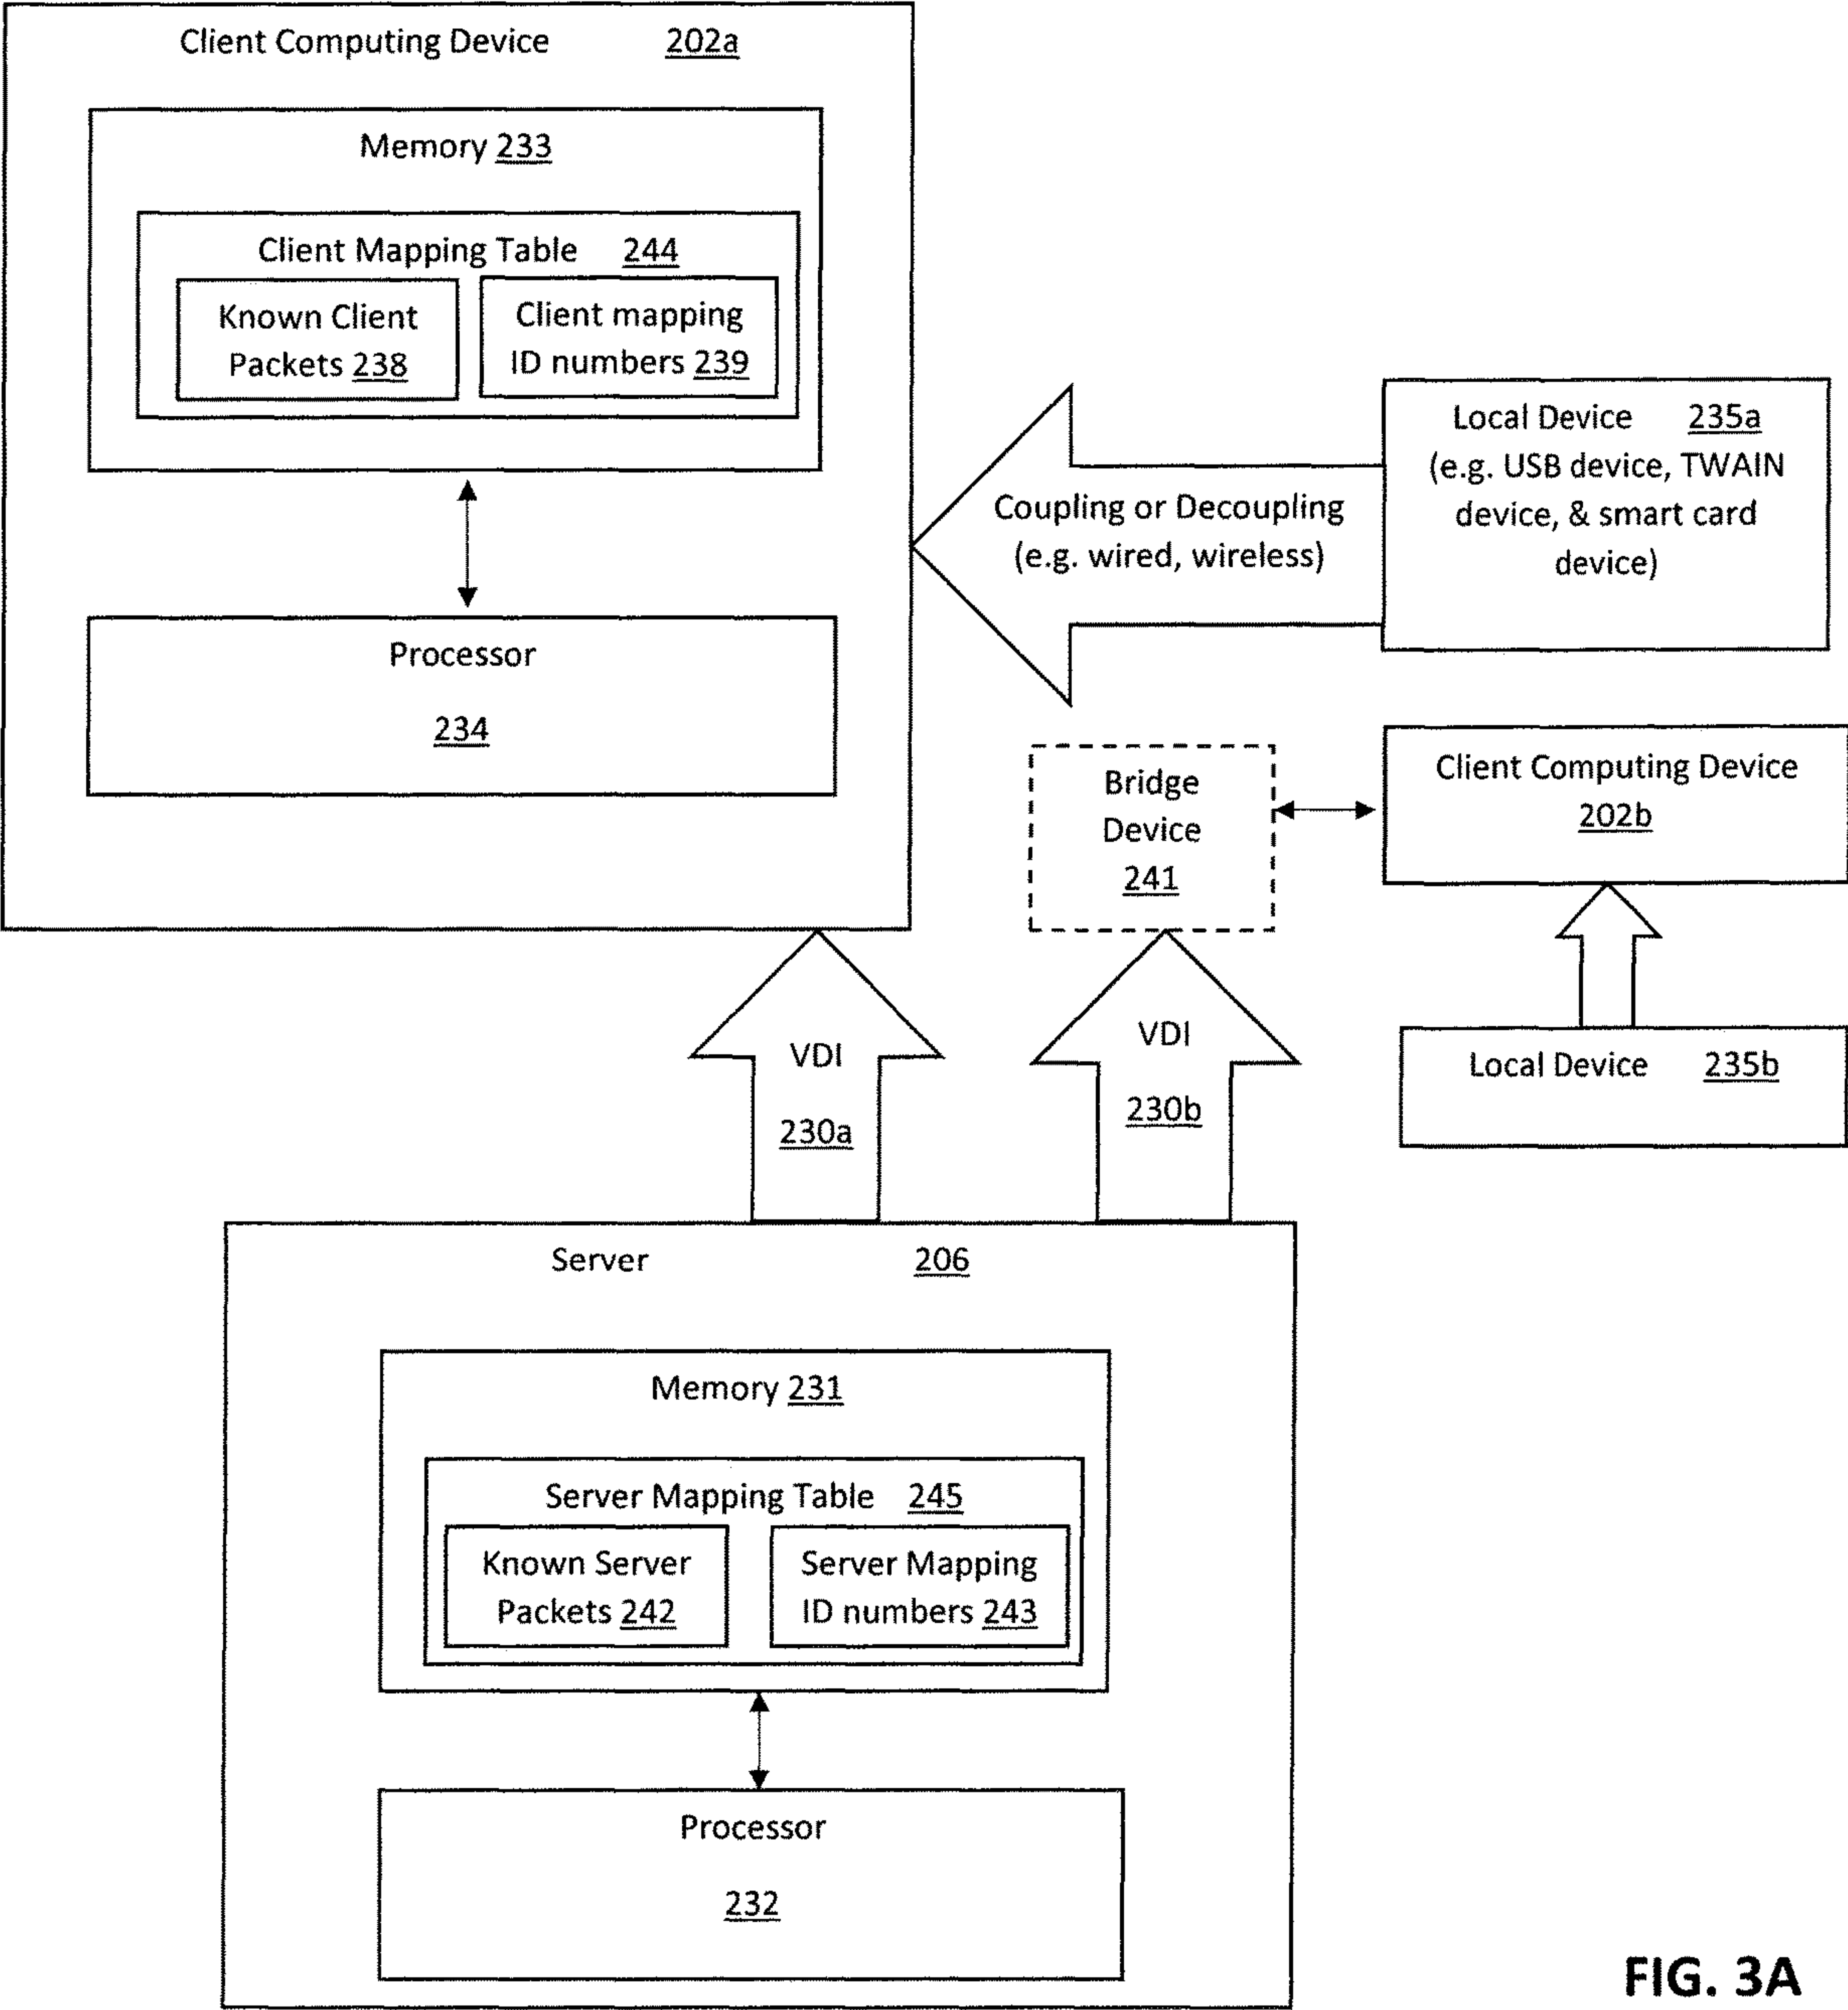 Client Computing Device 202a
Memory 233
Client Mapping Table 244
Known Client
Packets 238
Client mapping
ID numbers 239
Processor
234
Coupling or Decoupling
(e.g. wired, wireless)
Local Device 235a
(e.g. USB device, TWAIN
device, & smart card
device)
Bridge
Device
241
Client Computing Device
202b
Local Device 235b
VDI
230a
VDI
230b
Server 206
Memory 231
Server Mapping Table 245
Known Server
Packets 242
Server Mapping
ID numbers 243
Processor
232
FIG. 3A